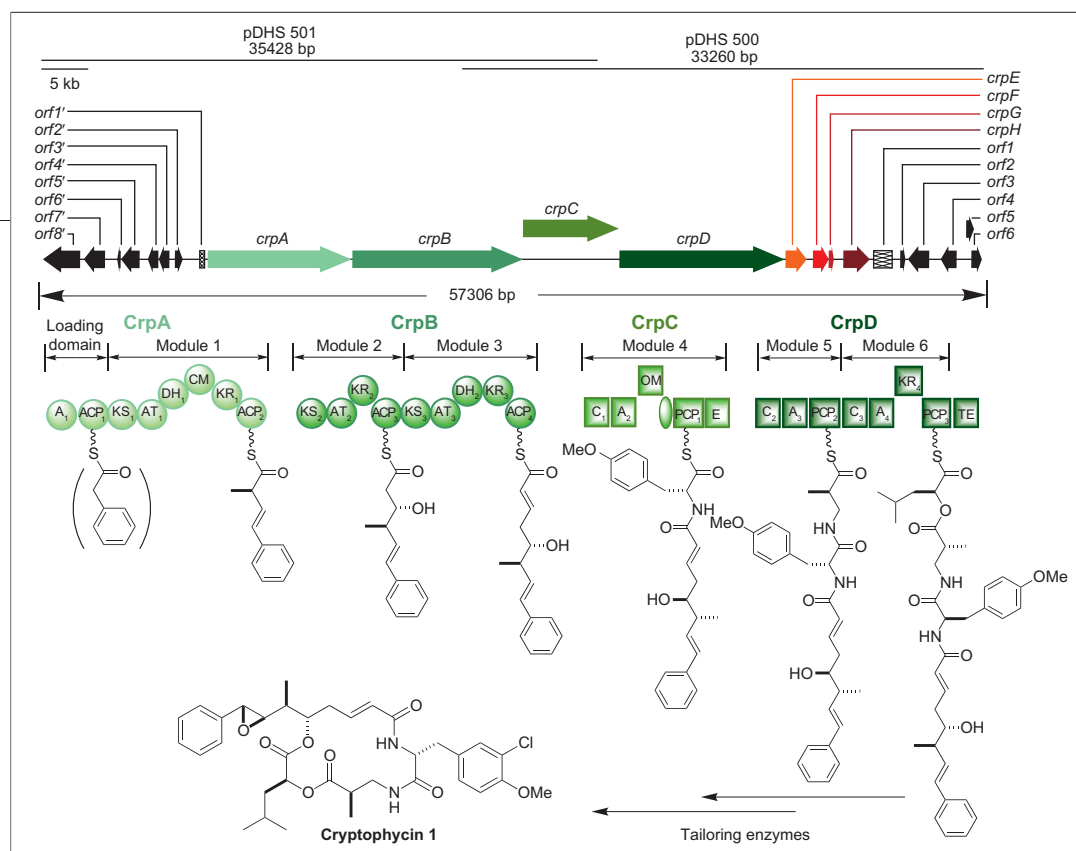 pDHS 501
35428 bp
pDHS 500
33260 bp
5 kb
crpE
crpF
crpG
crpH
orf1
orf2
orf3
orf4
orf5
orf6
orf1′
orf2′
orf3′
orf4′
orf5′
orf6′
orf7′
orf8′
crpA
crpB
crpC
crpD
57306 bp
Loading domain
CrpA
Module 1
CrpB
Module 2
Module 3
CrpC
Module 4
CrpD
Module 5
Module 6
A1 ACP1 KS1 AT1 DH1 CM KR1 ACP2
KS2 AT2 KR2 ACP3 KS3 AT3 DH2 KR3 ACP4
C1 A2 OM PCP1 E
C2 A3 PCP2 C3 A4 KR4 PCP3 TE
S
O
S
O
S
O
OH
S
O
OH
S
O
MeO
NH
O
HO
S
O
NH
MeO
O
NH
O
HO
S
O
O
O
NH
O
OMe
HN
O
OH
O
O
O
O
O
O
O
HN
O
NH
Cl
OMe
Cryptophycin 1
Tailoring enzymes